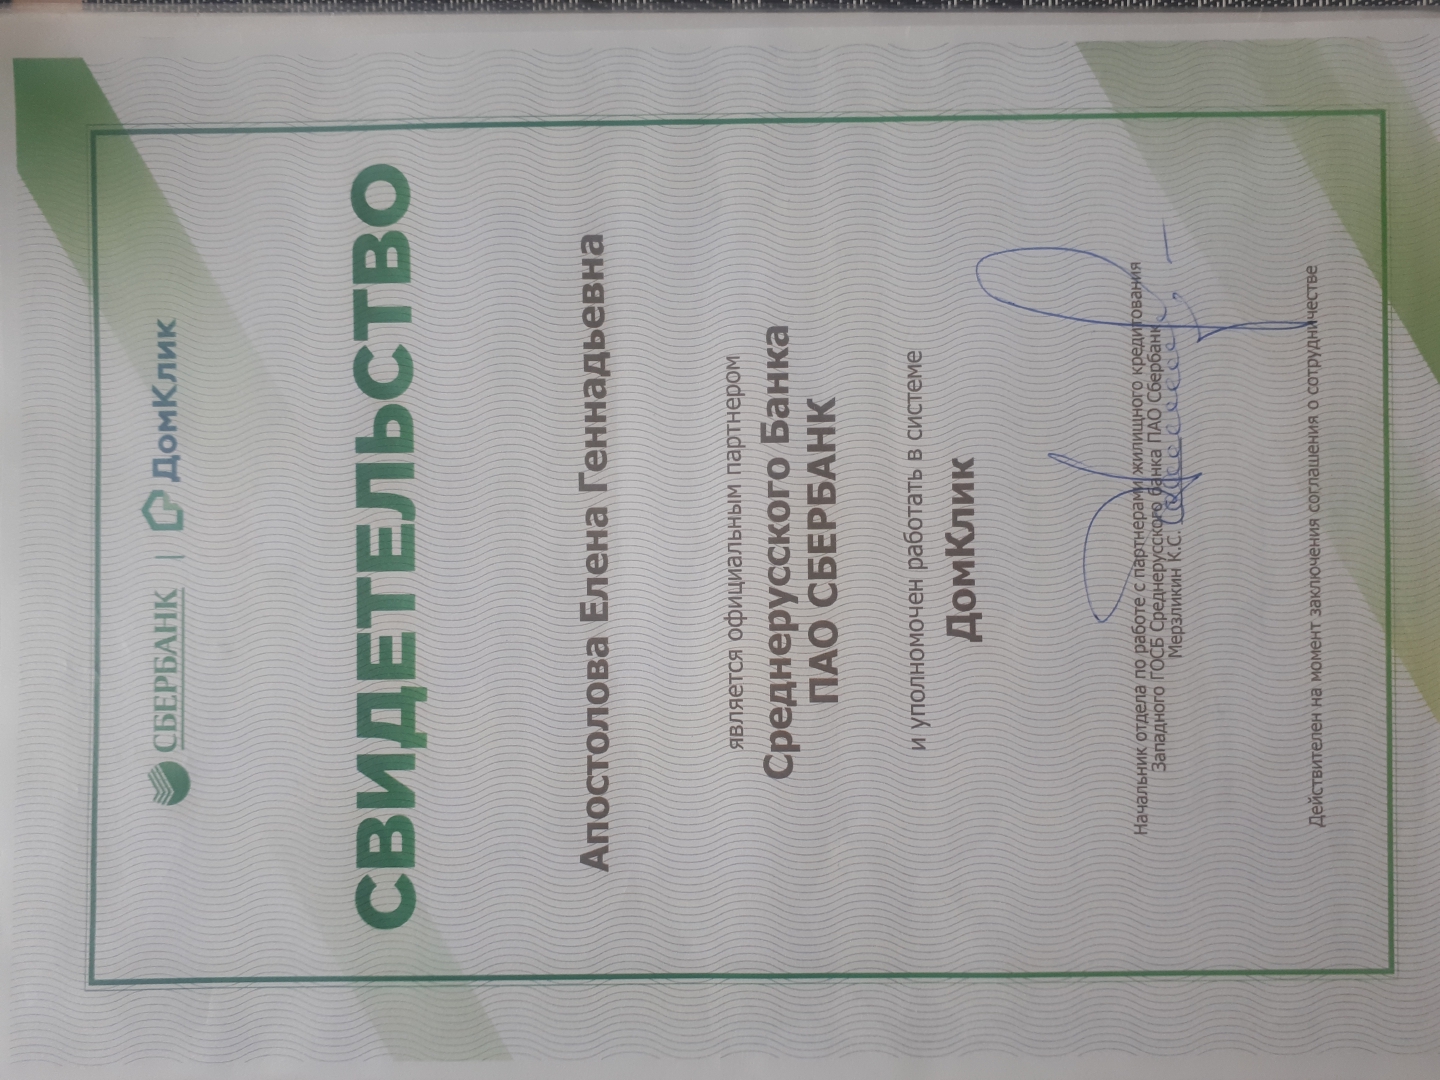 СБЕРБАНК | ДомКлик
СВИДЕТЕЛЬСТВО
Апостолова Елена Геннадьевна
является официальным партнером
Среднерусского Банка
ПАО СБЕРБАНК
и уполномочен работать в системе
ДомКлик
Начальник отдела по работе с партнерами жилищного кредитования
Западного ГОСБ Среднерусского банка ПАО Сбербанк
Мерзликин К.С.
Действителен на момент заключения соглашения о сотрудничестве